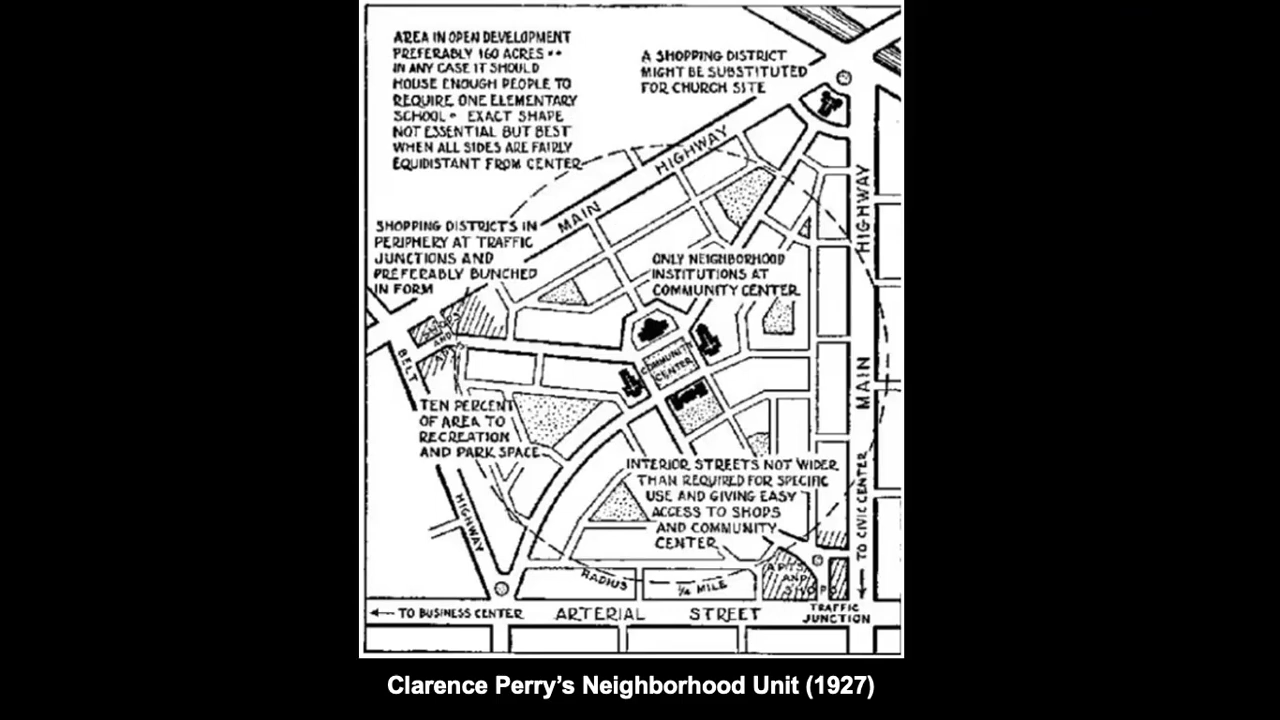 AREA IN OPEN DEVELOPMENT
PREFERABLY 160 ACRES --
IN ANY CASE IT SHOULD
HOUSE ENOUGH PEOPLE TO
REQUIRE ONE ELEMENTARY
SCHOOL - EXACT SHAPE
NOT ESSENTIAL BUT BEST
WHEN ALL SIDES ARE FAIRLY
EQUIDISTANT FROM CENTER
A SHOPPING DISTRICT
MIGHT BE SUBSTITUTED
FOR CHURCH SITE
MAIN HIGHWAY
HIGHWAY
MAIN
SHOPPING DISTRICTS IN
PERIPHERY AT TRAFFIC
JUNCTIONS AND
PREFERABLY BUNCHED
IN FORM
ONLY NEIGHBORHOOD
INSTITUTIONS AT
COMMUNITY CENTER
SHOPS
AND
APTS
BELT
HIGHWAY
COMMUNITY
CENTER
TEN PERCENT
OF AREA TO
RECREATION
AND PARK SPACE
INTERIOR STREETS NOT WIDER
THAN REQUIRED FOR SPECIFIC
USE AND GIVING EASY
ACCESS TO SHOPS
AND COMMUNITY
CENTER
TO CIVIC CENTER
RADIUS 1/4 MILE
APTS
AND
SHOPS
TO BUSINESS CENTER
ARTERIAL STREET
TRAFFIC
JUNCTION
Clarence Perry’s Neighborhood Unit (1927)